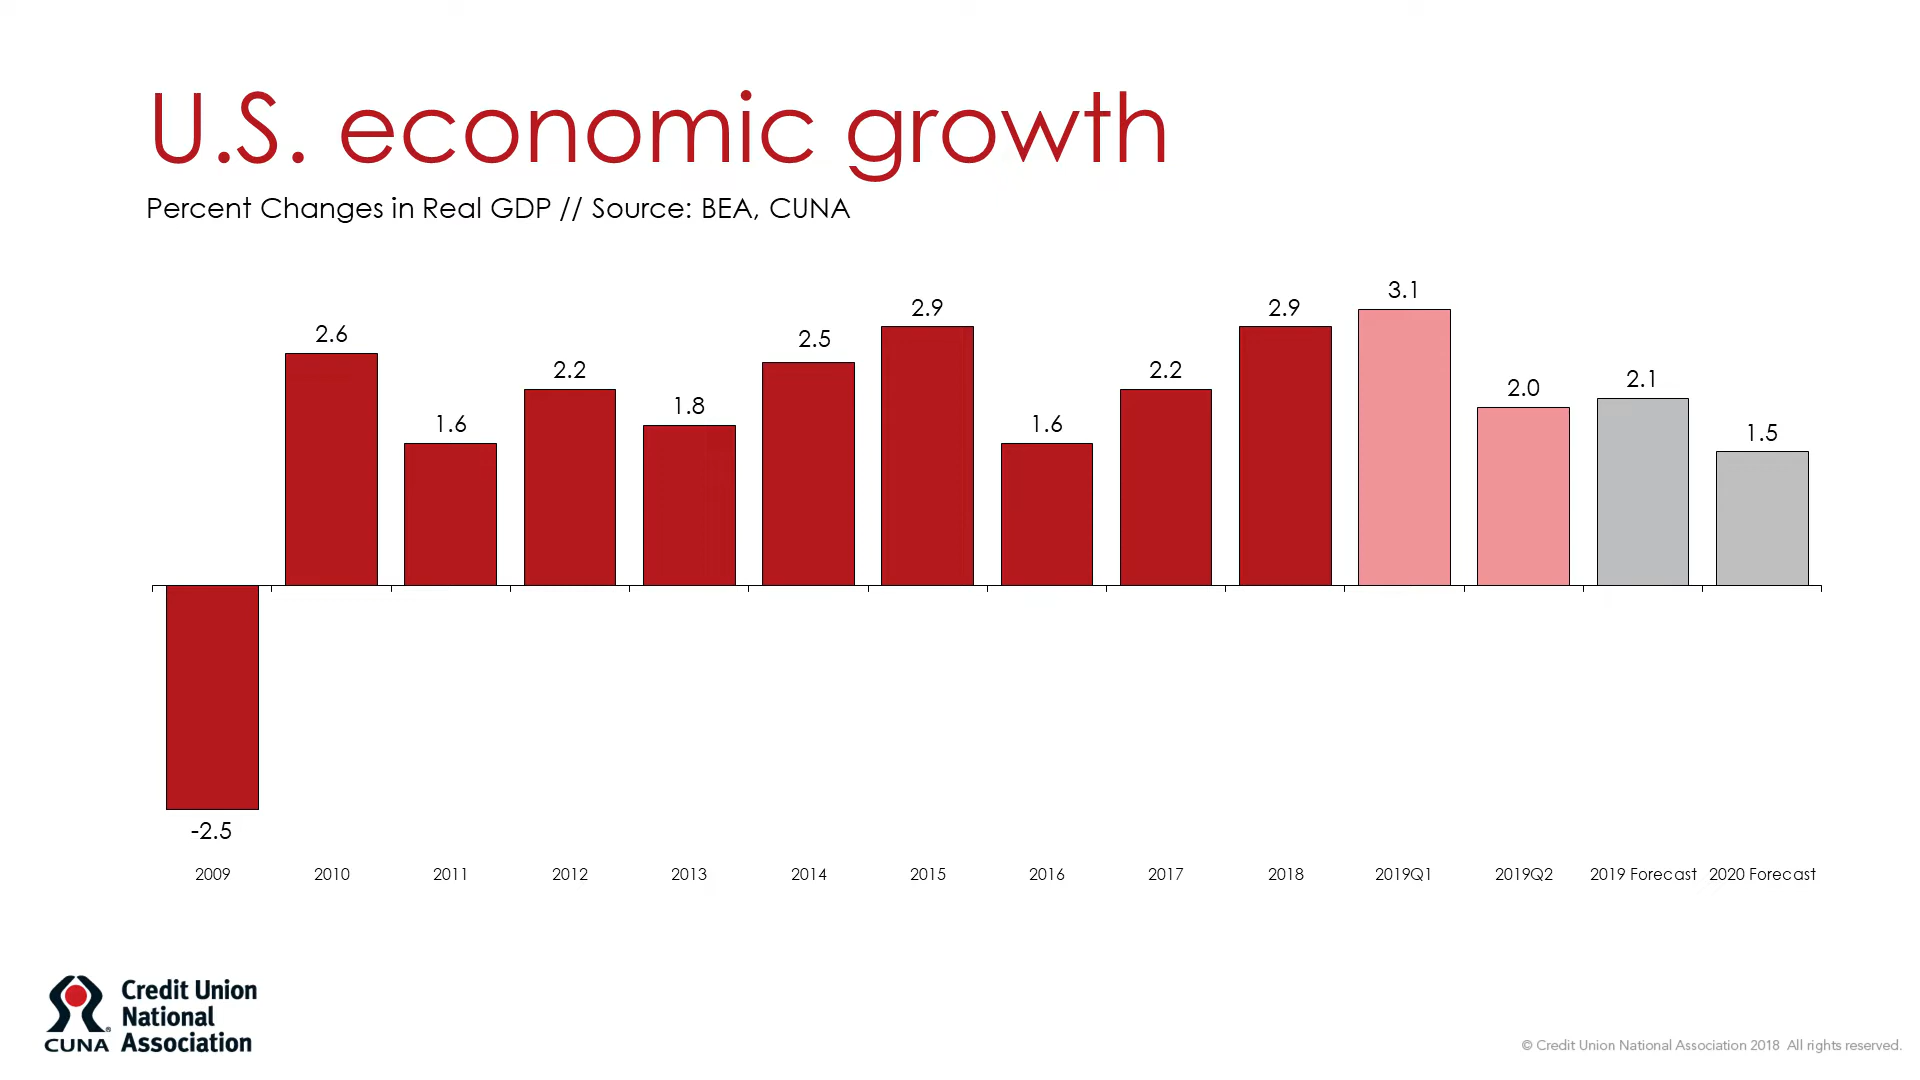 U.S. economic growth
Percent Changes in Real GDP // Source: BEA, CUNA
2.6
1.6
2.2
1.8
2.5
2.9
1.6
2.2
2.9
3.1
2.0
2.1
1.5
-2.5
2009 2010 2011 2012 2013 2014 2015 2016 2017 2018 2019Q1 2019Q2 2019 Forecast 2020 Forecast
Credit Union
National
Association
CUNA
© Credit Union National Association 2018 All rights reserved.